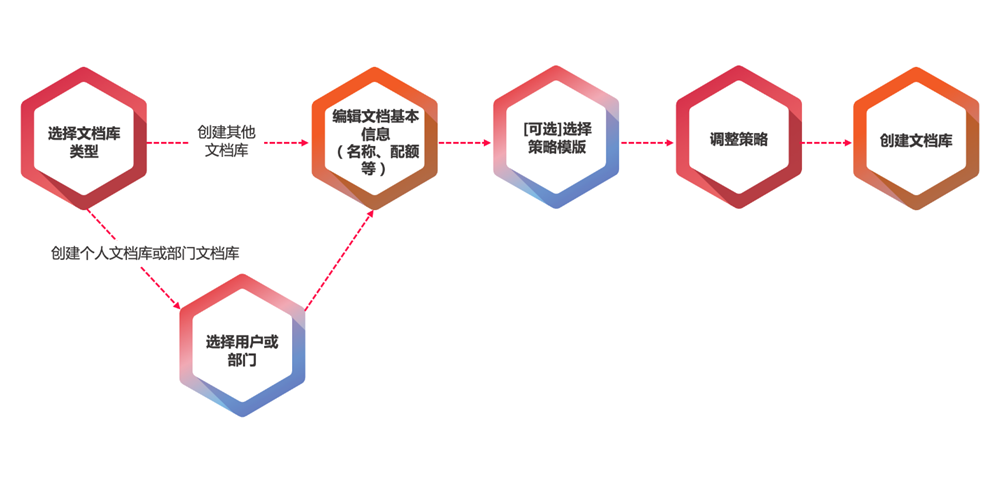 选择文档库
类型
创建其他
文档库
编辑文档基本
信息
（名称、配额
等）
[可选]选择
策略模版
调整策略
创建文档库
创建个人文档库或部门文档库
选择用户或
部门